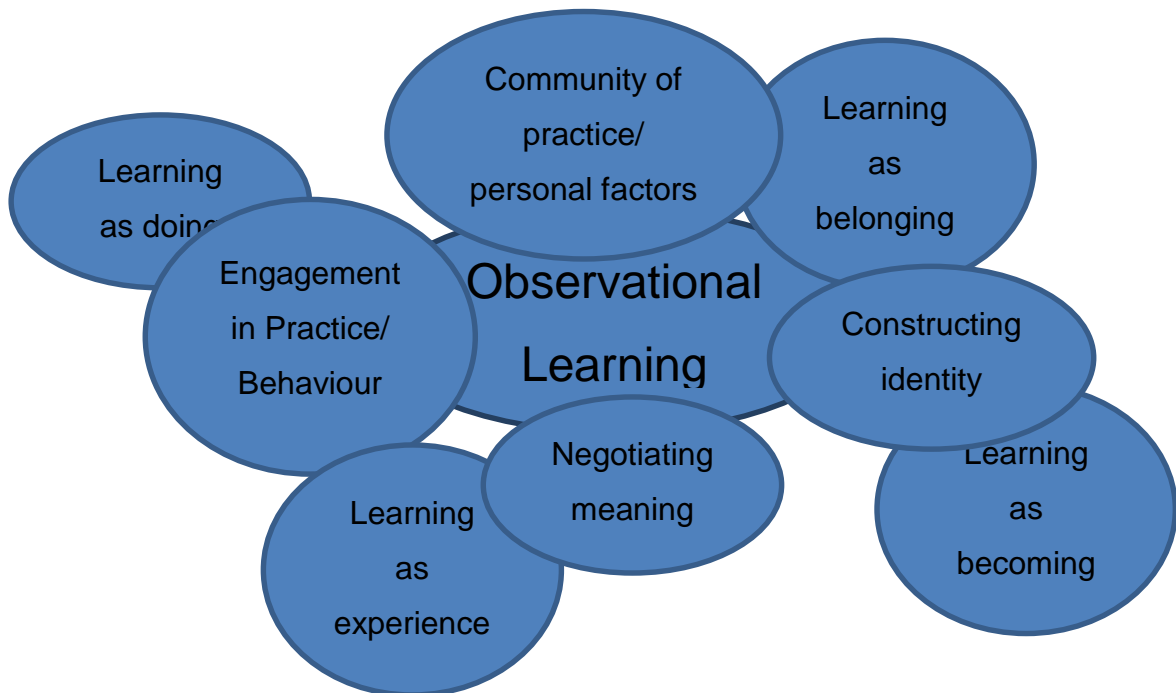 Community of
practice/
personal factors
Learning
as
belonging
Learning
as doing
Engagement
in Practice/
Behaviour
Observational
Learning
Constructing
identity
Negotiating
meaning
Learning
as
experience
Learning
as
becoming